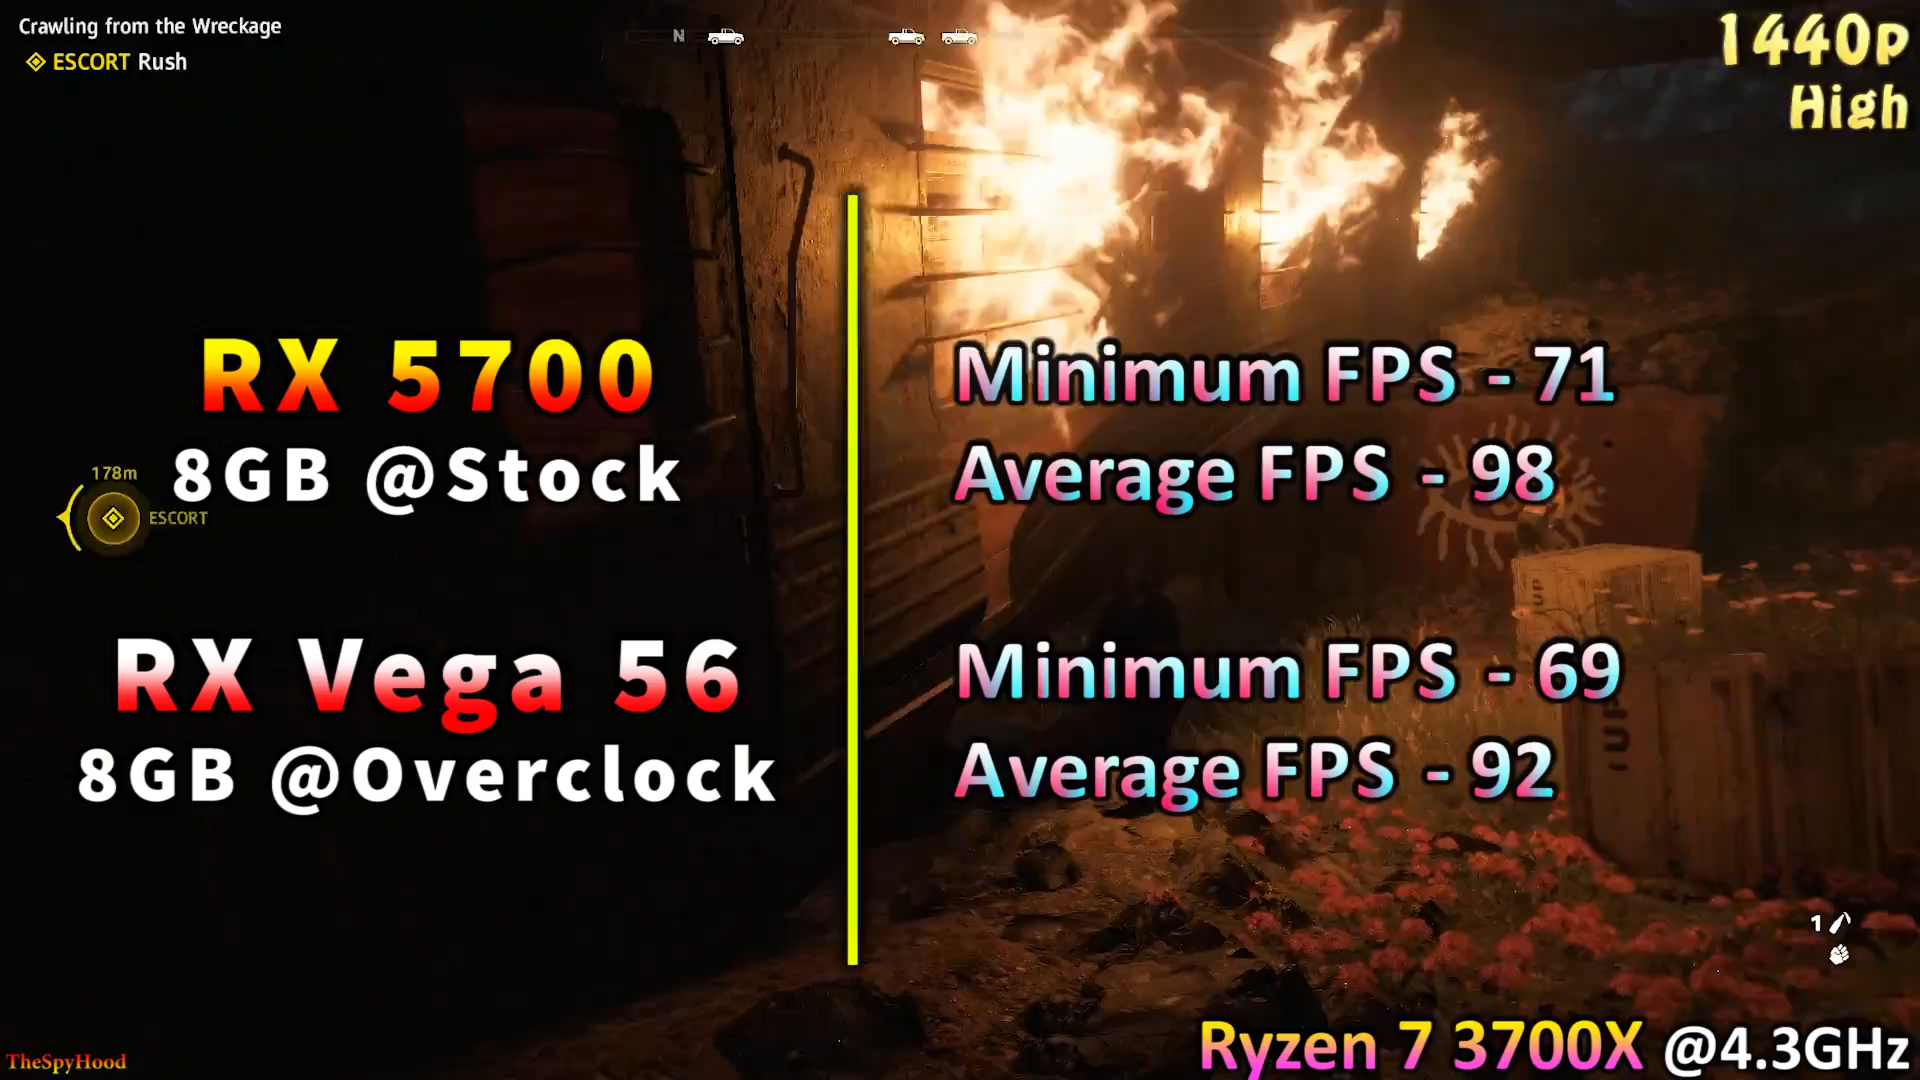 Crawling from the Wreckage
ESCORT Rush
N
1440p
High
RX 5700
8GB @Stock
Minimum FPS - 71
Average FPS - 98
178m
ESCORT
RX Vega 56
8GB @Overclock
Minimum FPS - 69
Average FPS - 92
UP
1
Ryzen 7 3700X @4.3GHz
TheSpyHood